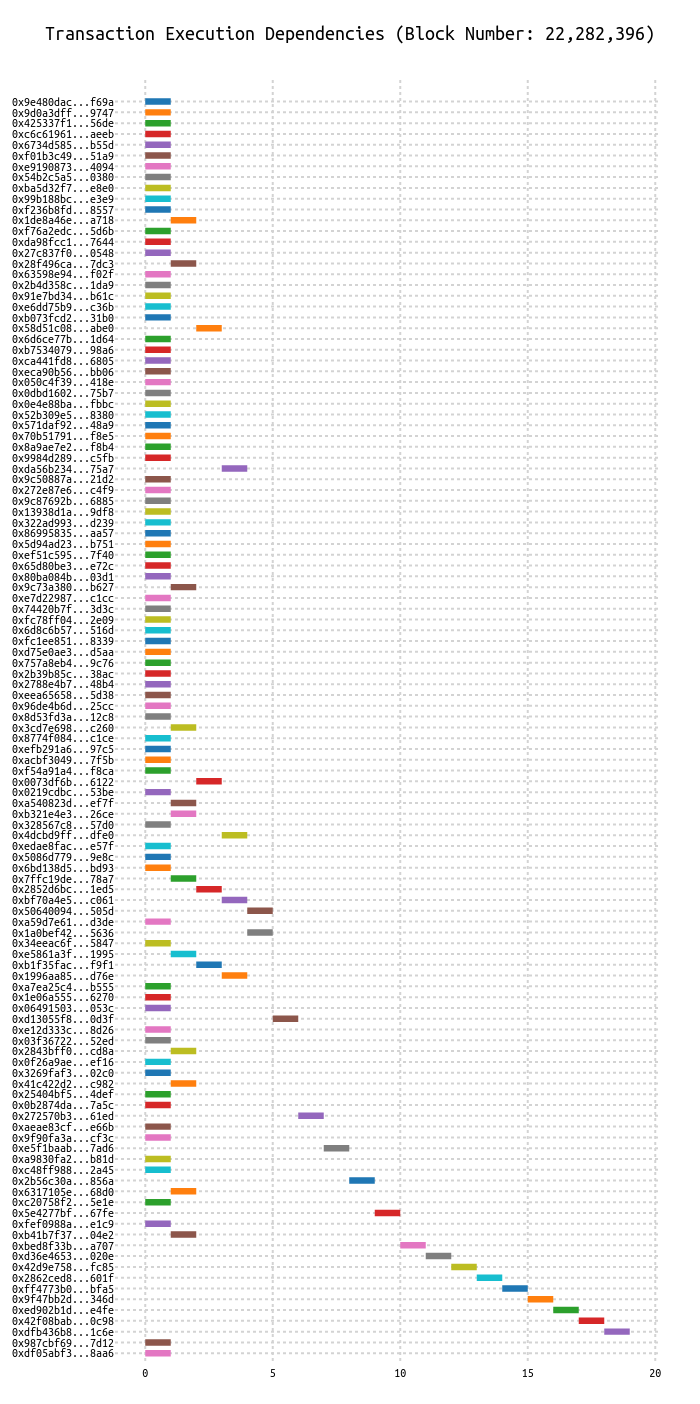 Transaction Execution Dependencies (Block Number: 22,282,396)
0x9e480dac...f69a
0x9d0a3dff...9747
0x425337f1...56de
0xc6c61961...aeeb
0x6734d585...b55d
0xf01b3c49...51a9
0xe9190873...4094
0x54b2c5a5...0380
0xba5d32f7...e8e0
0x99b188bc...e3e9
0xf236b8fd...8557
0x1de8a46e...a718
0xf76a2edc...5d6b
0xda98fcc1...7644
0x27c837f0...0548
0x28f496ca...7dc3
0x63598e94...f02f
0x2b4d358c...1da9
0x91e7bd34...b61c
0xe6dd75b9...c36b
0xb073fcd2...31b0
0x58d51c08...abe0
0x6d6ce77b...1d64
0xb7534079...98a6
0xca441fd8...6805
0xeca90b56...bb06
0x050c4f39...418e
0x0dbd1602...75b7
0x0e4e88ba...fbbc
0x52b309e5...8380
0x571daf92...48a9
0x70b51791...f8e5
0x8a9ae7e2...f8b4
0x9984d289...c5fb
0xda56b234...75a7
0x9c50887a...21d2
0x272e87e6...c4f9
0x9c87692b...6885
0x13938d1a...9df8
0x322ad993...d239
0x86995835...aa57
0x5d94ad23...b751
0xef51c595...7f40
0x65d80be3...e72c
0x80ba084b...03d1
0x9c73a380...b627
0xe7d22987...c1cc
0x74420b7f...3d3c
0xfc78ff04...2e09
0x6d8c6b57...516d
0xfc1ee851...8339
0xd75e0ae3...d5aa
0x757a8eb4...9c76
0x2b39b85c...38ac
0x2788e4b7...48b4
0xeea65658...5d38
0x96de4b6d...25cc
0x8d53fd3a...12c8
0x3cd7e698...c260
0x8774f084...c1ce
0xefb291a6...97c5
0xacbf3049...7f5b
0xf54a91a4...f8ca
0x0073df6b...6122
0x0219cdbc...53be
0xa540823d...ef7f
0xb321e4e3...26ce
0x328567c8...57d0
0x4dcbd9ff...dfe0
0xedae8fac...e57f
0x5086d779...9e8c
0x6bd138d5...bd93
0x7ffc19de...78a7
0x2852d6bc...1ed5
0xbf70a4e5...c061
0x50640094...505d
0xa59d7e61...d3de
0x1a0bef42...5636
0x34eeac6f...5847
0xe5861a3f...1995
0xb1f35fac...f9f1
0x1996aa85...d76e
0xa7ea25c4...b555
0x1e06a555...6270
0x06491503...053c
0xd13055f8...0d3f
0xe12d333c...8d26
0x03f36722...52ed
0x2843bff0...cd8a
0x0f26a9ae...ef16
0x3269faf3...02c0
0x41c422d2...c982
0x25404bf5...4def
0x0b2874da...7a5c
0x272570b3...61ed
0xaeae83cf...e66b
0x9f90fa3a...cf3c
0xe5f1baab...7ad6
0xa9830fa2...b81d
0xc48ff988...2a45
0x2b56c30a...856a
0x6317105e...68d0
0xc20758f2...5e1e
0x5e4277bf...67fe
0xfef0988a...e1c9
0xb41b7f37...04e2
0xbed8f33b...a707
0xd36e4653...020e
0x42d9e758...fc85
0x2862ced8...601f
0xff4773b0...bfa5
0x9f47bb2d...346d
0xed902b1d...e4fe
0x42f08bab...0c98
0xdfb436b8...1c6e
0x987cbf69...7d12
0xdf05abf3...8aa6
0 5 10 15 20